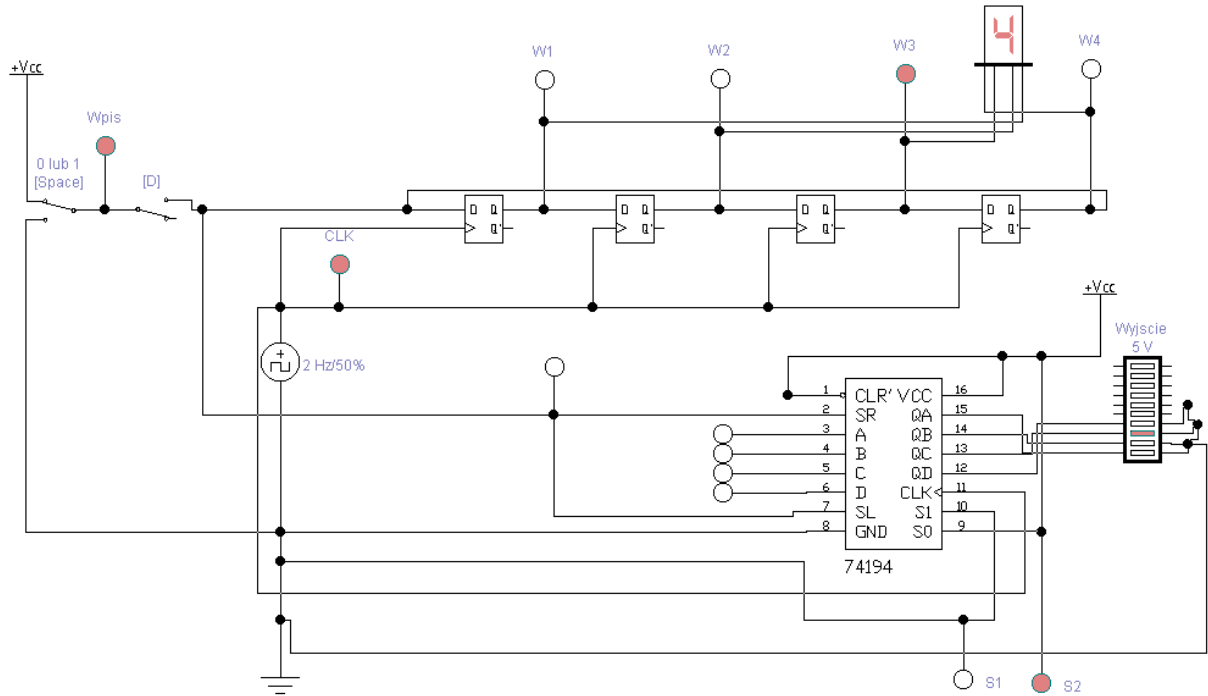 4
W1
W2
W3
W4
+Vcc
Wpis
0 lub 1
[Space]
[D]
D Q
Q'
D Q
Q'
D Q
Q'
D Q
Q'
CLK
+Vcc
Wyjscie
5 V
2 Hz/50%
1 CLR' VCC 16
2 SR QA 15
3 A QB 14
4 B QC 13
5 C QD 12
6 D CLK 11
7 SL S1 10
8 GND S0 9
74194
S1
S2